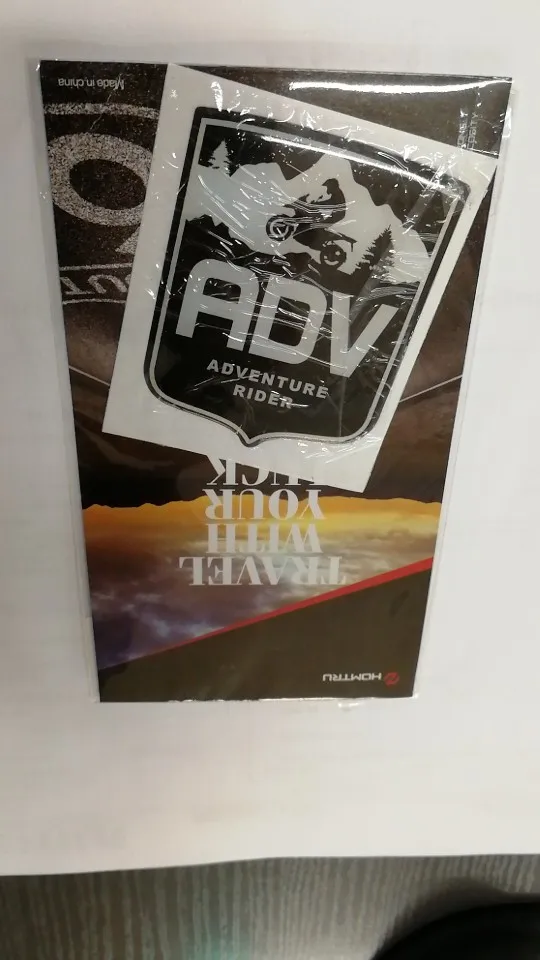 ADV
ADVENTURE
RIDER
TRAVEL
WITH
YOUR
HOMTRU
Made in china